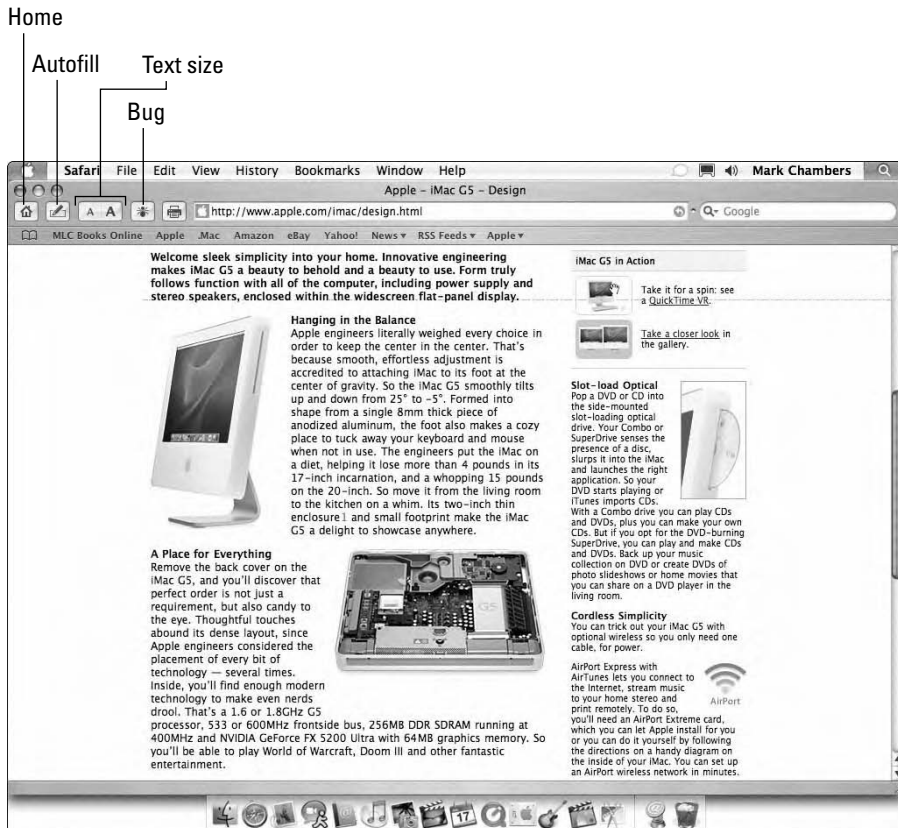 Home
Autofill
Text size
Bug
Safari File Edit View History Bookmarks Window Help
Mark Chambers
Apple – iMac G5 – Design
A A
http://www.apple.com/imac/design.html
Google
MLC Books Online Apple .Mac Amazon eBay Yahoo! News RSS Feeds Apple
Welcome sleek simplicity into your home. Innovative engineering
makes iMac G5 a beauty to behold and a beauty to use. Form truly
follows function with all of the computer, including power supply and
stereo speakers, enclosed within the widescreen flat-panel display.
Hanging in the Balance
Apple engineers literally weighed every choice in
order to keep the center in the center. That's
because smooth, effortless adjustment is
accredited to attaching iMac to its foot at the
center of gravity. So the iMac G5 smoothly tilts
up and down from 25° to -5°. Formed into
shape from a single 8mm thick piece of
anodized aluminum, the foot also makes a cozy
place to tuck away your keyboard and mouse
when not in use. The engineers put the iMac on
a diet, helping it lose more than 4 pounds in its
17-inch incarnation, and a whopping 15 pounds
on the 20-inch. So move it from the living room
to the kitchen on a whim. Its two-inch thin
enclosure1 and small footprint make the iMac
G5 a delight to showcase anywhere.
A Place for Everything
Remove the back cover on the
iMac G5, and you'll discover that
perfect order is not just a
requirement, but also candy to
the eye. Thoughtful touches
abound its dense layout, since
Apple engineers considered the
placement of every bit of
technology — several times.
Inside, you'll find enough modern
technology to make even nerds
drool. That's a 1.6 or 1.8GHz G5
processor, 533 or 600MHz frontside bus, 256MB DDR SDRAM running at
400MHz and NVIDIA GeForce FX 5200 Ultra with 64MB graphics memory. So
you'll be able to play World of Warcraft, Doom III and other fantastic
entertainment.
G5
iMac G5 in Action
Take it for a spin: see
a QuickTime VR.
Take a closer look in
the gallery.
Slot-load Optical
Pop a DVD or CD into
the side-mounted
slot-loading optical
drive. Your Combo or
SuperDrive senses the
presence of a disc,
slurps it into the iMac
and launches the right
application. So your
DVD starts playing or
iTunes imports CDs.
With a Combo drive you can play CDs
and DVDs, plus you can make your own
CDs. But if you opt for the DVD-burning
SuperDrive, you can play and make CDs
and DVDs. Back up your music
collection on DVD or create DVDs of
photo slideshows or home movies that
you can share on a DVD player in the
living room.
Cordless Simplicity
You can trick out your iMac G5 with
optional wireless so you only need one
cable, for power.
AirPort Express with
AirTunes lets you connect to
the Internet, stream music
to your home stereo and
print remotely. To do so,
you'll need an AirPort Extreme card,
which you can let Apple install for you
or you can do it yourself by following
the directions on a handy diagram on
the inside of your iMac. You can set up
an AirPort wireless network in minutes.
AirPort
17